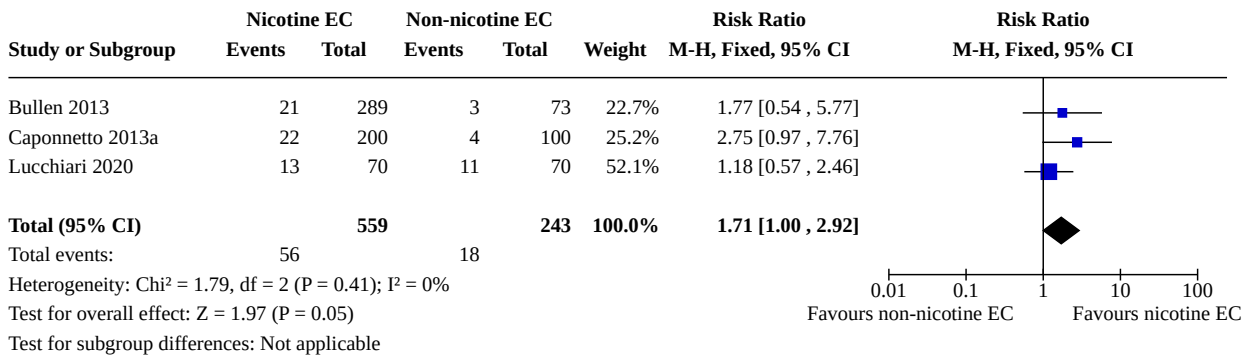 Nicotine EC Non-nicotine EC Risk Ratio Risk Ratio
Study or Subgroup Events Total Events Total Weight M-H, Fixed, 95% CI M-H, Fixed, 95% CI
Bullen 2013 21 289 3 73 22.7% 1.77 [0.54 , 5.77]
Caponnetto 2013a 22 200 4 100 25.2% 2.75 [0.97 , 7.76]
Lucchiari 2020 13 70 11 70 52.1% 1.18 [0.57 , 2.46]
Total (95% CI) 559 243 100.0% 1.71 [1.00 , 2.92]
Total events: 56 18
Heterogeneity: Chi² = 1.79, df = 2 (P = 0.41); I² = 0%
0.01 0.1 1 10 100
Test for overall effect: Z = 1.97 (P = 0.05)
Favours non-nicotine EC Favours nicotine EC
Test for subgroup differences: Not applicable